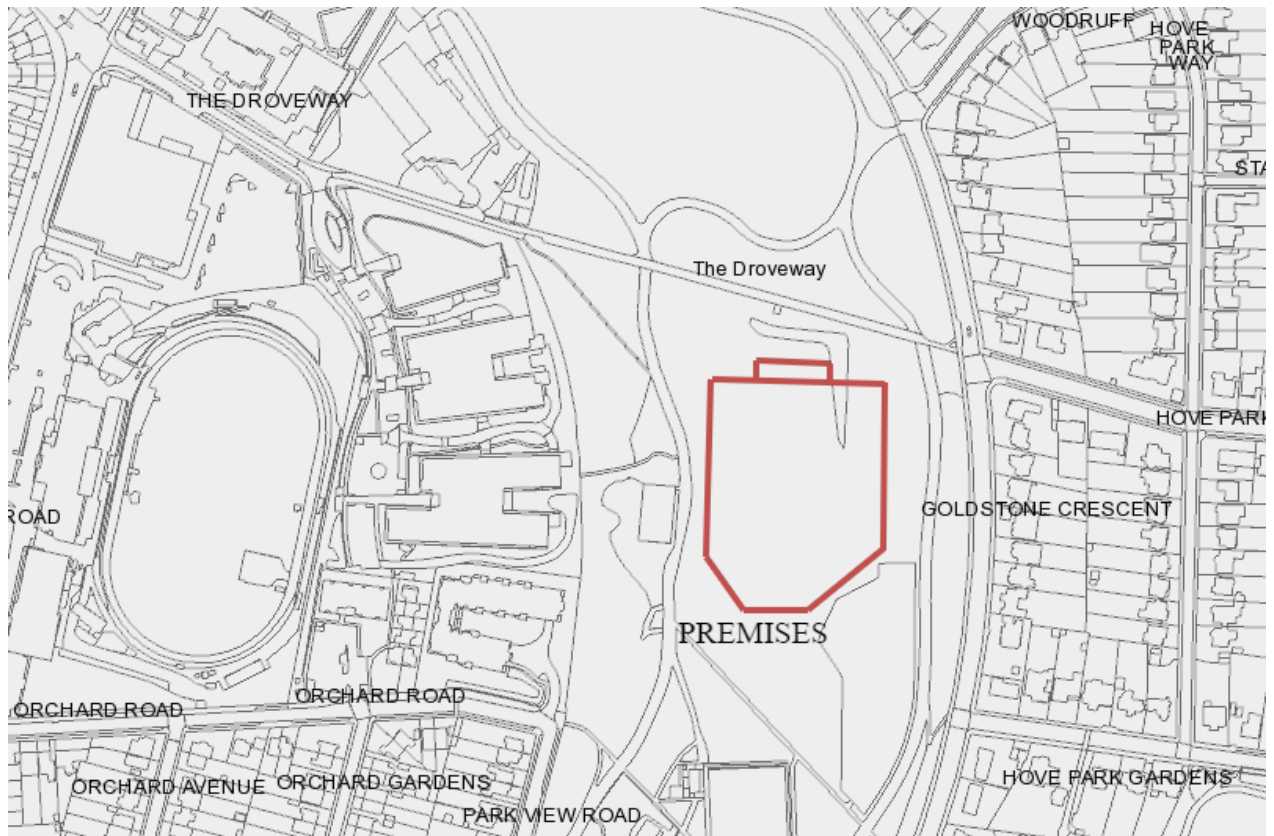 WOODRUFF
HOVE
PARK
WAY
THE DROVEWAY
STA
The Droveway
HOVE PARK
ROAD
GOLDSTONE CRESCENT
PREMISES
ORCHARD ROAD
ORCHARD ROAD
ORCHARD AVENUE
ORCHARD GARDENS
HOVE PARK GARDENS
PARK VIEW ROAD